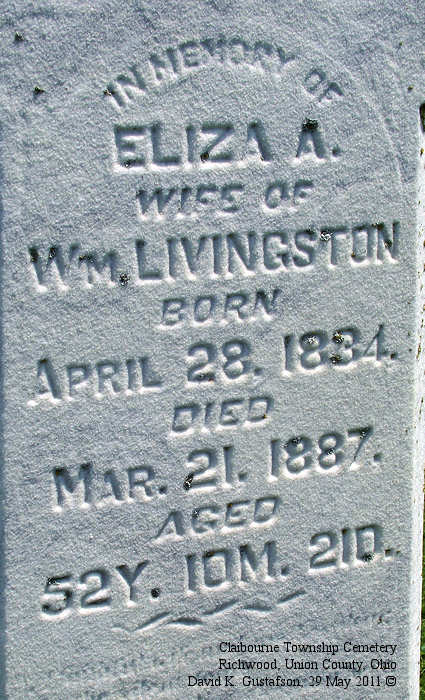 IN MEMORY OF
ELIZA A.
WIFE OF
WM. LIVINGSTON
BORN
APRIL 28. 1834.
DIED
MAR. 21. 1887.
AGED
52Y. 10M. 21D.
Claibourne Township Cemetery
Richwood, Union County, Ohio
David K. Gustafson, 29 May 2011 ©